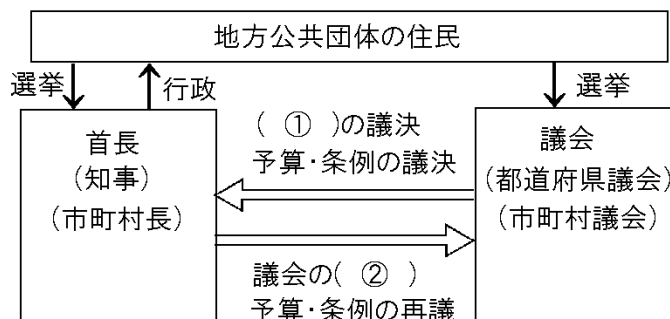 地方公共団体の住民
選挙
行政
選挙
首長
(知事)
(市町村長)
( ① )の議決
予算・条例の議決
議会の( ② )
予算・条例の再議
議会
(都道府県議会)
(市町村議会)